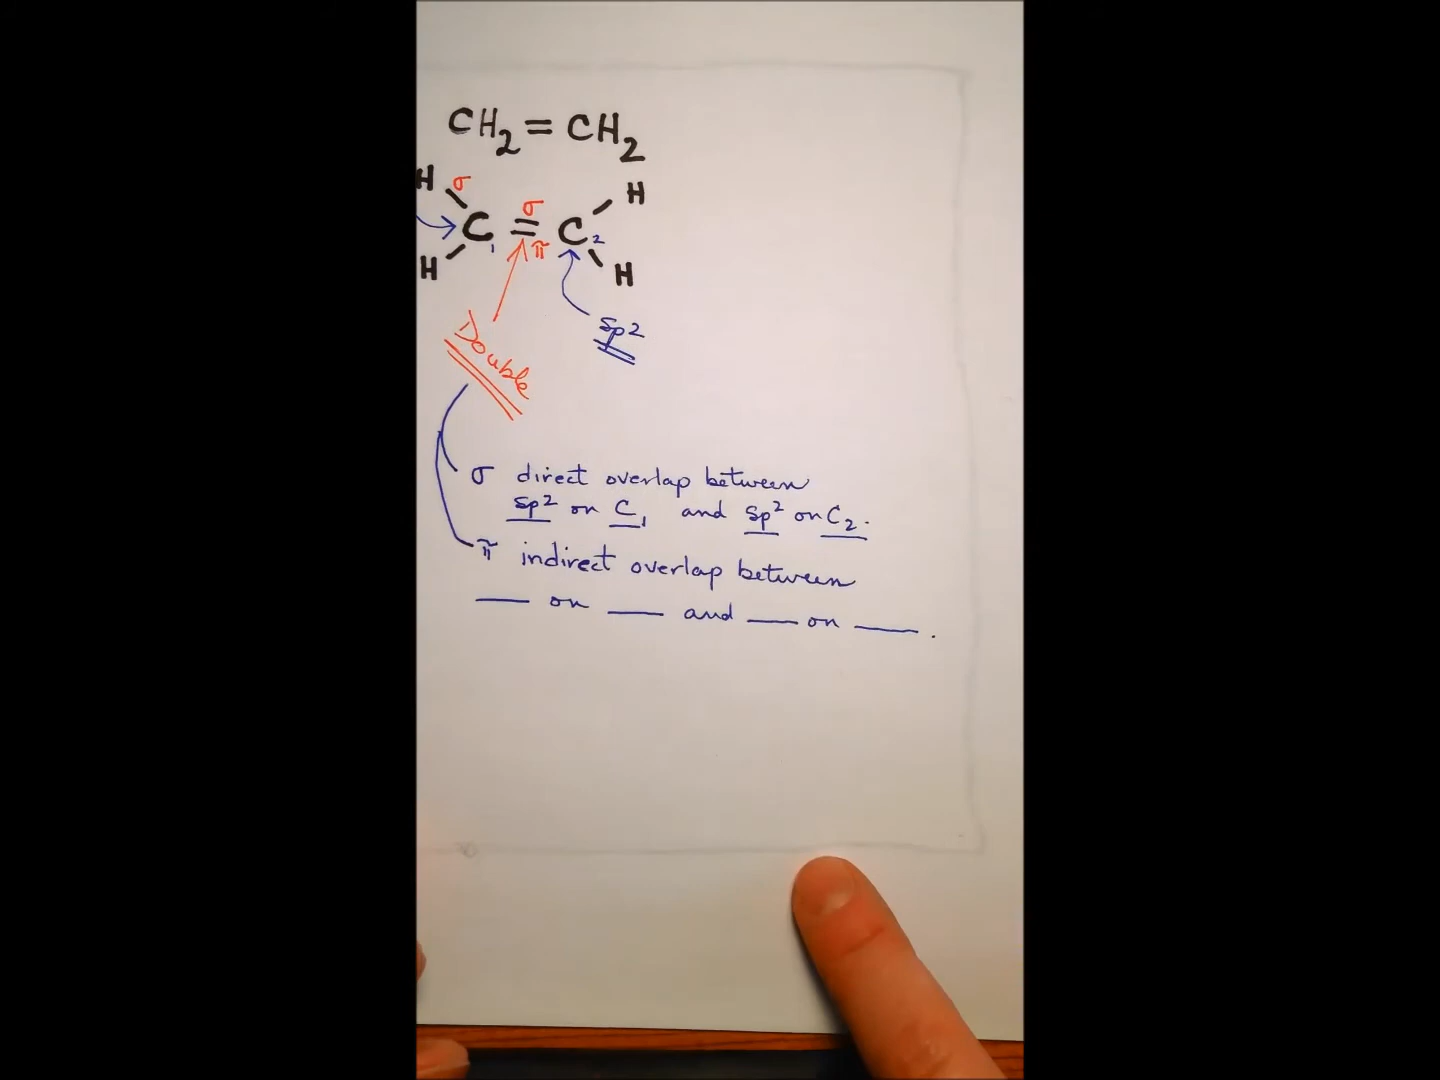 CH2 = CH2
H σ H
σ
C1 = C2
π
H H
sp2
Double
σ direct overlap between
sp2 on C1 and sp2 on C2.
π indirect overlap between
___ on ___ and ___ on ___.